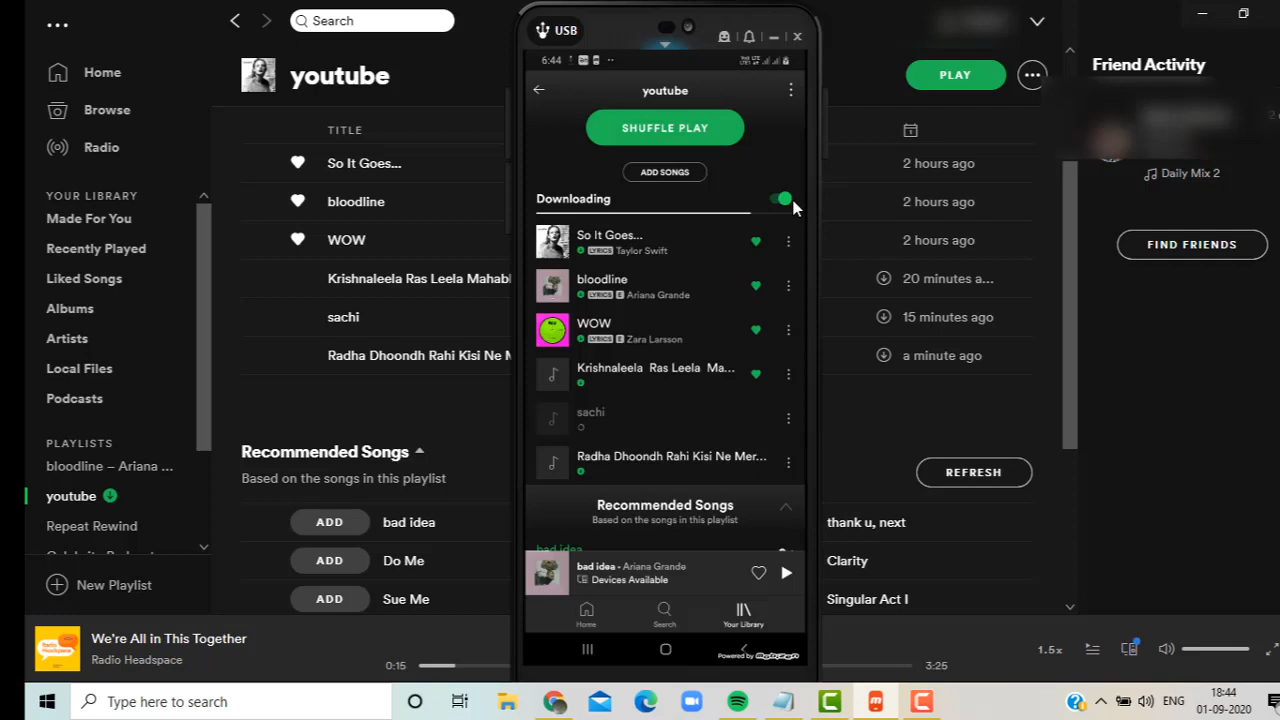 Search
Home
Browse
Radio
YOUR LIBRARY
Made For You
Recently Played
Liked Songs
Albums
Artists
Local Files
Podcasts
PLAYLISTS
bloodline – Ariana ...
youtube
Repeat Rewind
New Playlist
youtube
PLAY
TITLE
So It Goes...
2 hours ago
bloodline
2 hours ago
WOW
2 hours ago
Krishnaleela Ras Leela Mahabl
20 minutes a...
sachi
15 minutes ago
Radha Dhoondh Rahi Kisi Ne M
a minute ago
Recommended Songs
Based on the songs in this playlist
REFRESH
ADD bad idea
thank u, next
ADD Do Me
Clarity
ADD Sue Me
Singular Act I
Friend Activity
Daily Mix 2
FIND FRIENDS
USB
6:44
youtube
SHUFFLE PLAY
ADD SONGS
Downloading
So It Goes...
LYRICS Taylor Swift
bloodline
LYRICS E Ariana Grande
WOW
LYRICS E Zara Larsson
Krishnaleela Ras Leela Ma...
sachi
Radha Dhoondh Rahi Kisi Ne Mer...
Recommended Songs
Based on the songs in this playlist
bad idea
bad idea - Ariana Grande
Devices Available
Home
Search
Your Library
Powered by mobizen
We're All in This Together
Radio Headspace
0:15
3:25
1.5x
Type here to search
ENG
18:44
01-09-2020